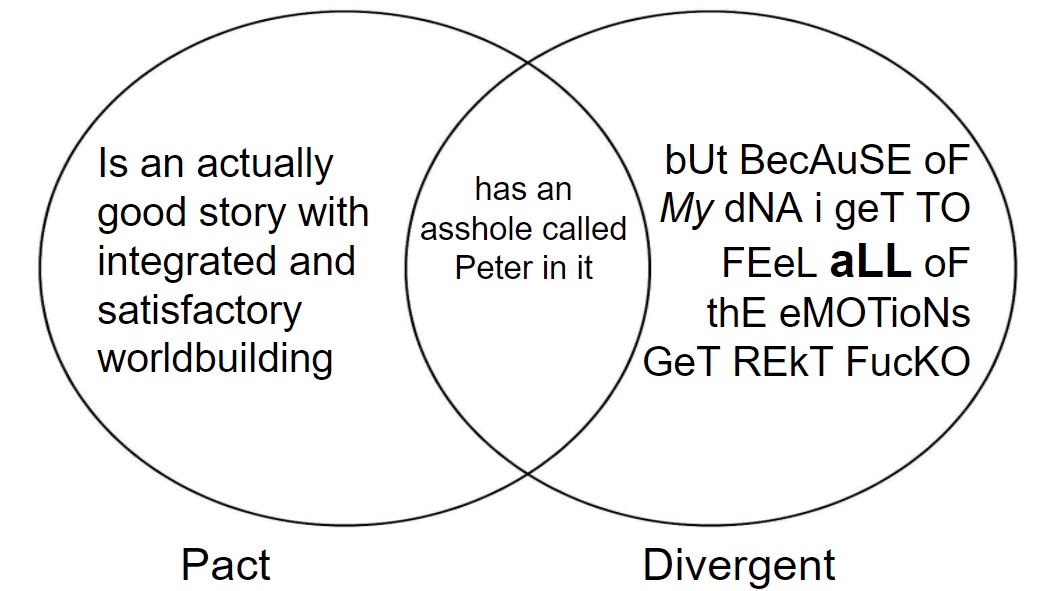 Is an actually
good story with
integrated and
satisfactory
worldbuilding
has an
asshole called
Peter in it
bUt BecAuSE oF
My dNA i geT TO
FEeL aLL oF
thE eMOTioNs
GeT REkT FucKO
Pact
Divergent